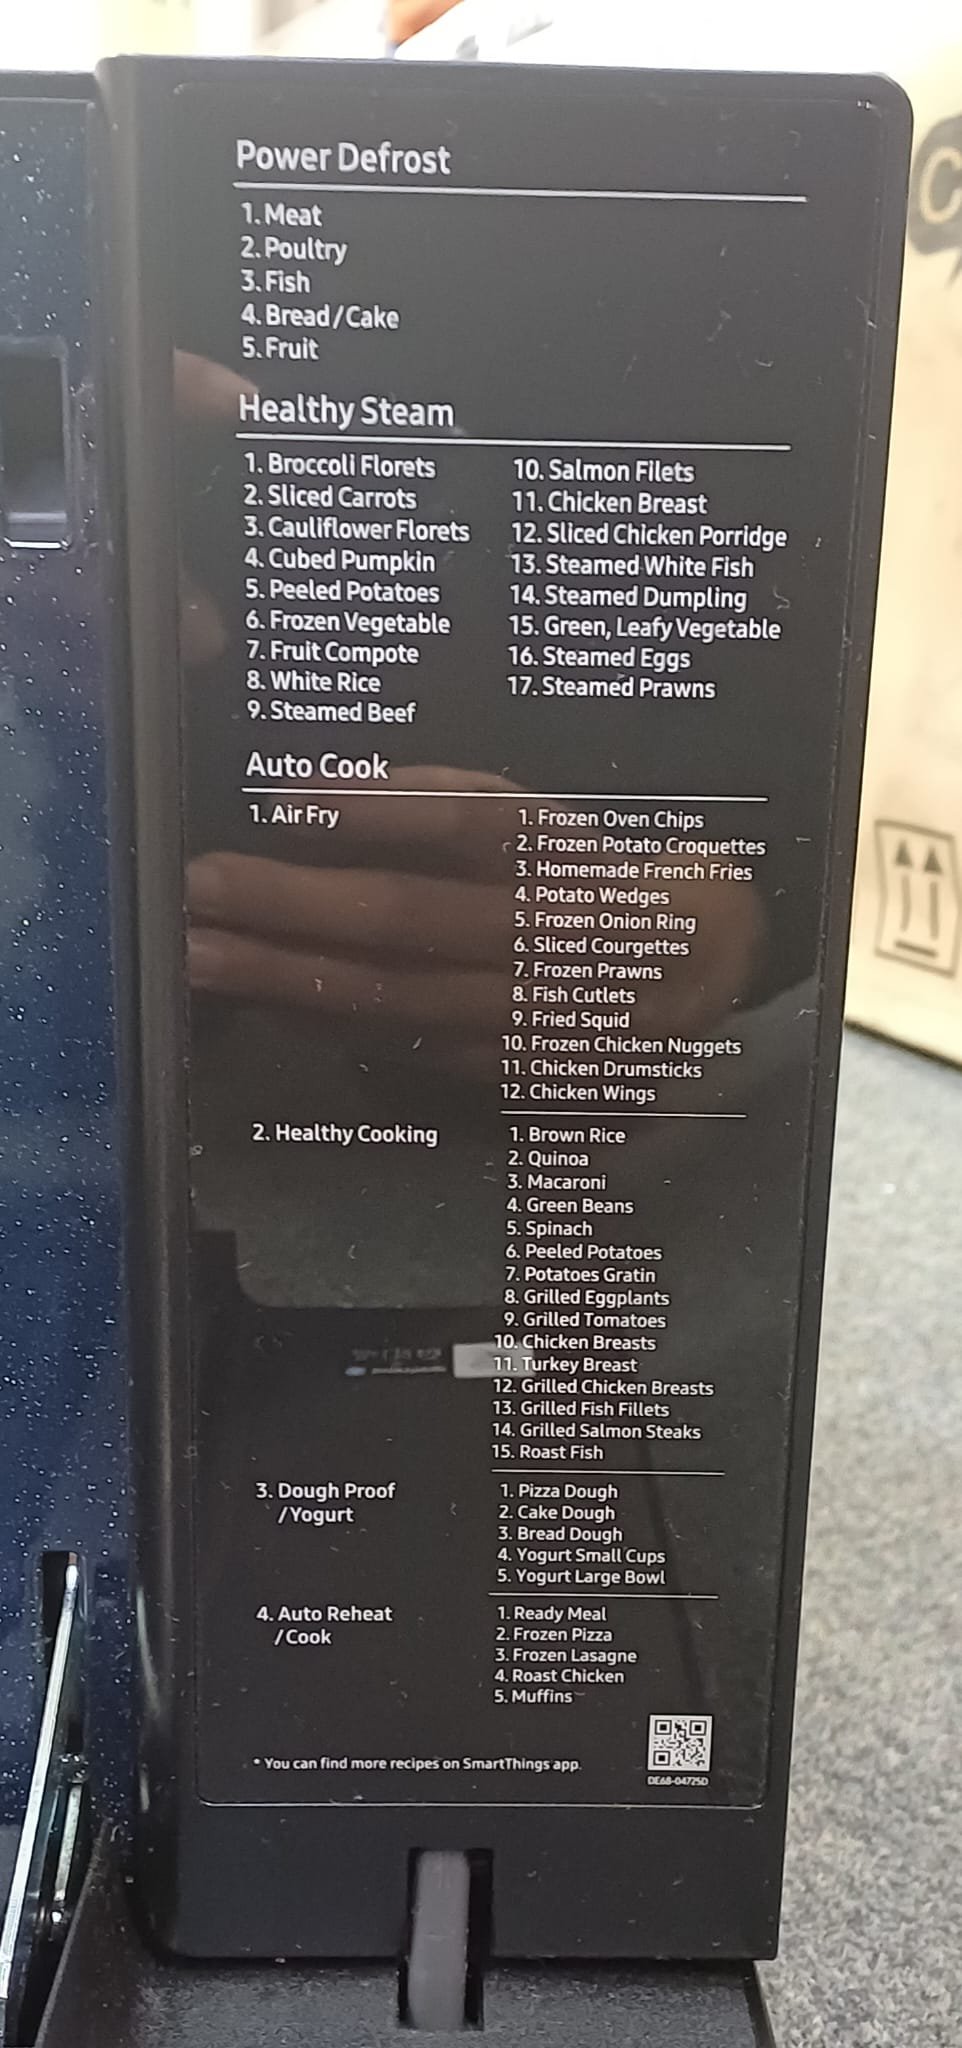 Power Defrost
1. Meat
2. Poultry
3. Fish
4. Bread/Cake
5. Fruit
Healthy Steam
1. Broccoli Florets
2. Sliced Carrots
3. Cauliflower Florets
4. Cubed Pumpkin
5. Peeled Potatoes
6. Frozen Vegetable
7. Fruit Compote
8. White Rice
9. Steamed Beef
10. Salmon Filets
11. Chicken Breast
12. Sliced Chicken Porridge
13. Steamed White Fish
14. Steamed Dumpling
15. Green, Leafy Vegetable
16. Steamed Eggs
17. Steamed Prawns
Auto Cook
1. Air Fry
1. Frozen Oven Chips
2. Frozen Potato Croquettes
3. Homemade French Fries
4. Potato Wedges
5. Frozen Onion Ring
6. Sliced Courgettes
7. Frozen Prawns
8. Fish Cutlets
9. Fried Squid
10. Frozen Chicken Nuggets
11. Chicken Drumsticks
12. Chicken Wings
2. Healthy Cooking
1. Brown Rice
2. Quinoa
3. Macaroni
4. Green Beans
5. Spinach
6. Peeled Potatoes
7. Potatoes Gratin
8. Grilled Eggplants
9. Grilled Tomatoes
10. Chicken Breasts
11. Turkey Breast
12. Grilled Chicken Breasts
13. Grilled Fish Fillets
14. Grilled Salmon Steaks
15. Roast Fish
3. Dough Proof
/Yogurt
1. Pizza Dough
2. Cake Dough
3. Bread Dough
4. Yogurt Small Cups
5. Yogurt Large Bowl
4. Auto Reheat
/Cook
1. Ready Meal
2. Frozen Pizza
3. Frozen Lasagne
4. Roast Chicken
5. Muffins
* You can find more recipes on SmartThings app.
DE68-04725D